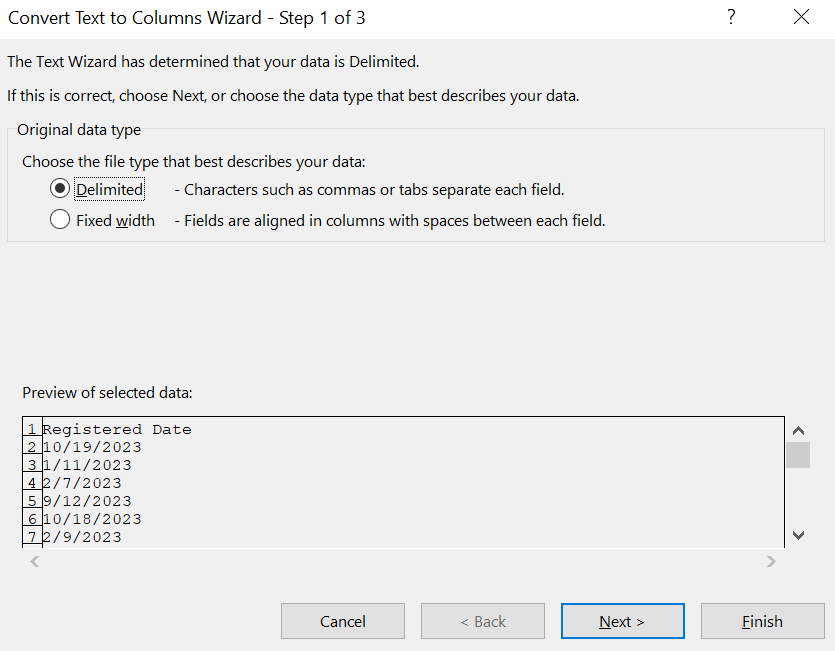 Convert Text to Columns Wizard - Step 1 of 3 ?
The Text Wizard has determined that your data is Delimited.
If this is correct, choose Next, or choose the data type that best describes your data.
Original data type
Choose the file type that best describes your data:
Delimited - Characters such as commas or tabs separate each field.
Fixed width - Fields are aligned in columns with spaces between each field.
Preview of selected data:
1 Registered Date
2 10/19/2023
3 1/11/2023
4 2/7/2023
5 9/12/2023
6 10/18/2023
7 2/9/2023
Cancel < Back Next > Finish